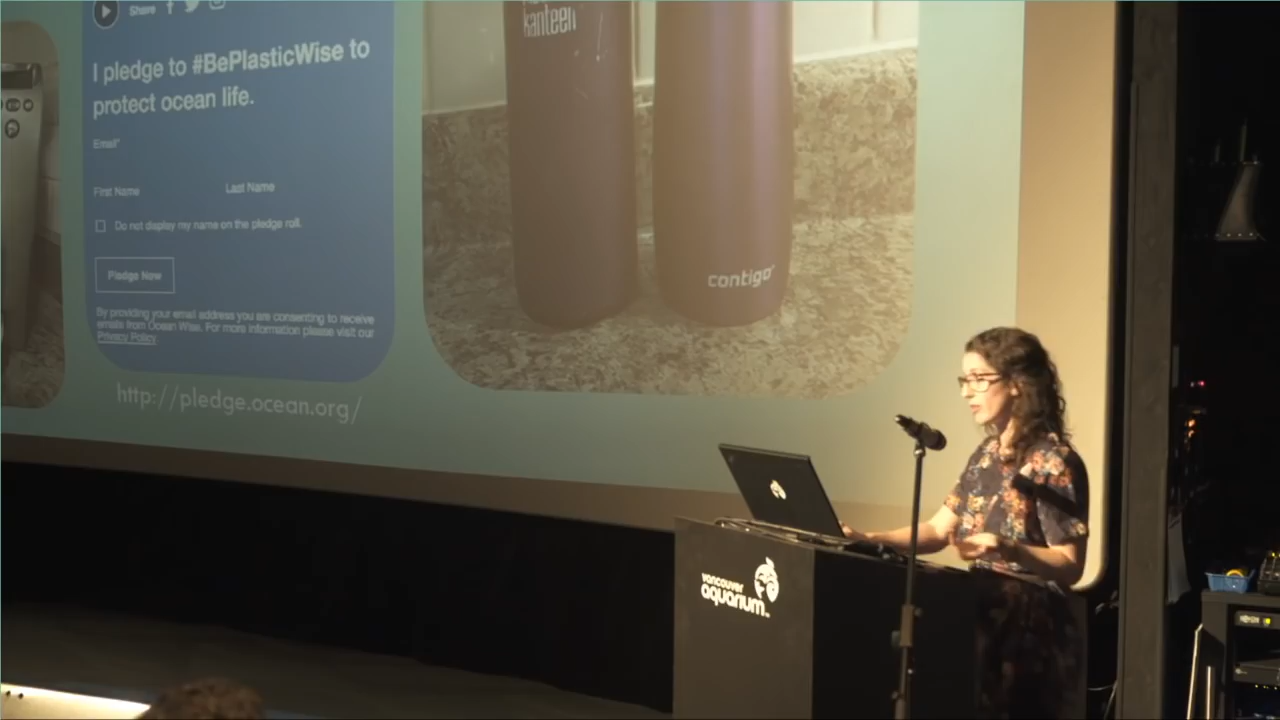 Share
I pledge to #BePlasticWise to
protect ocean life.
Email*
First Name
Last Name
Do not display my name on the pledge roll.
Pledge Now
By providing your email address you are consenting to receive
emails from Ocean Wise. For more information please visit our
Privacy Policy
http://pledge.ocean.org/
kanteen
contigo
vancouver
aquarium